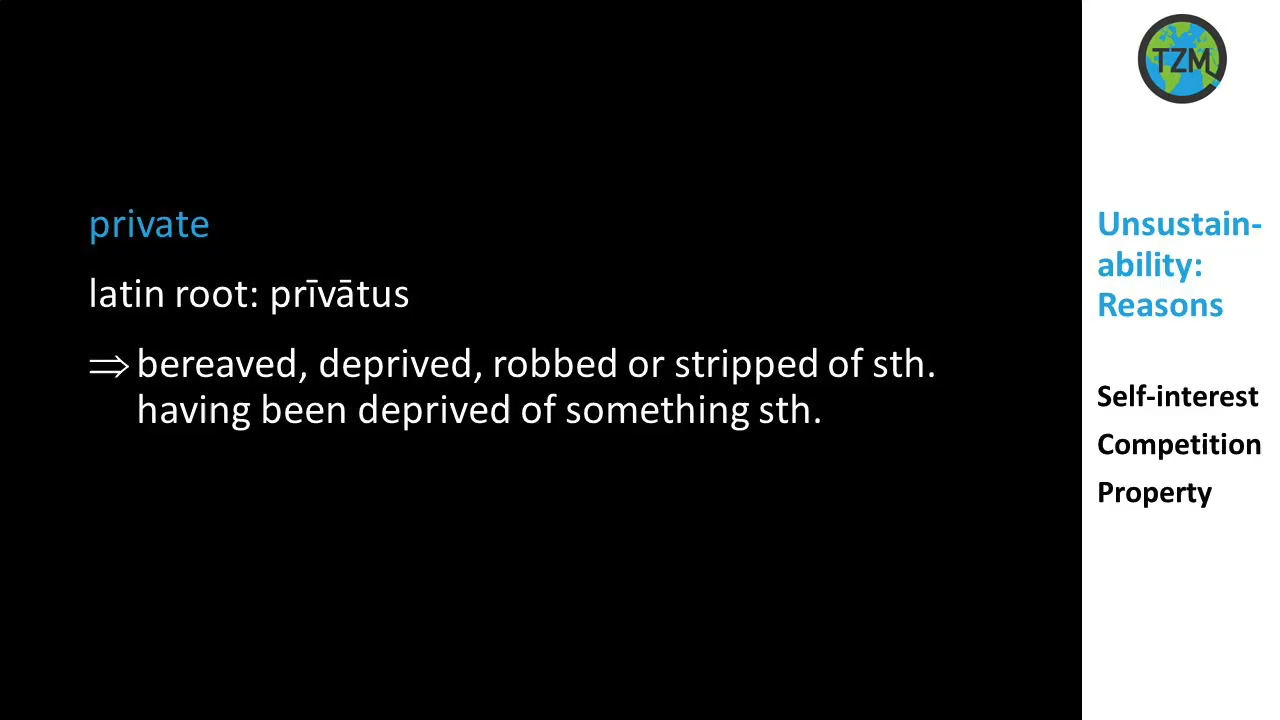 private
latin root: prīvātus
⇒ bereaved, deprived, robbed or stripped of sth.
having been deprived of something sth.
TZM
Unsustain-
ability:
Reasons
Self-interest
Competition
Property